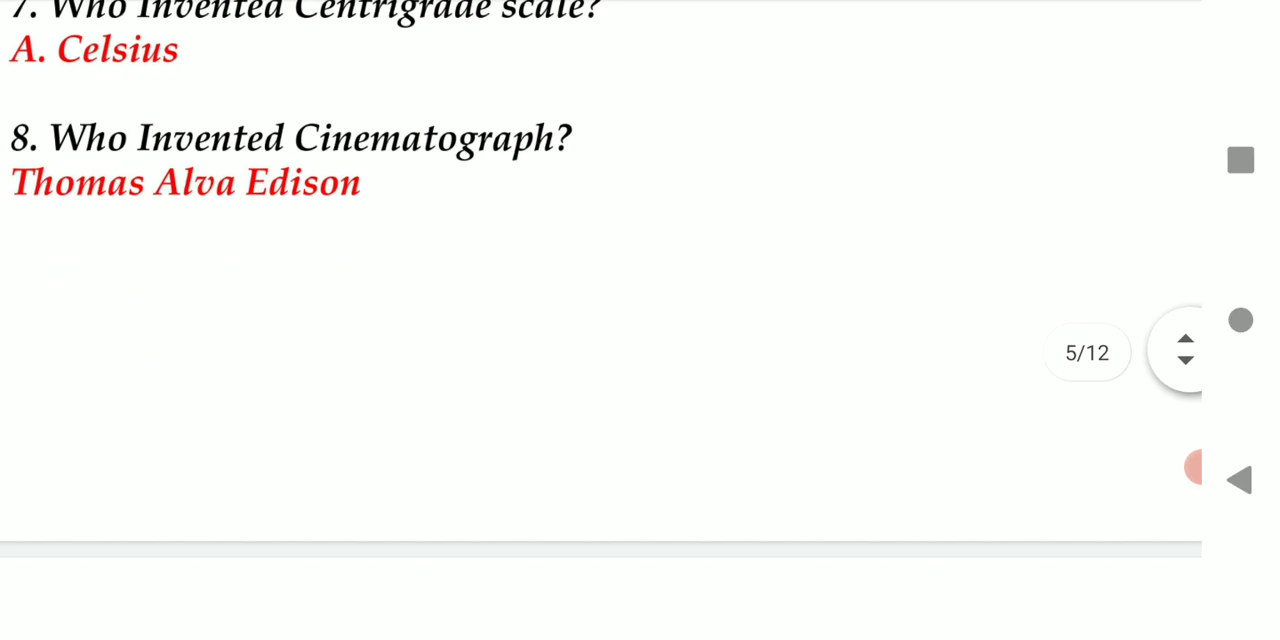 7. Who Invented Centrigrade scale?
A. Celsius
8. Who Invented Cinematograph?
Thomas Alva Edison
5/12